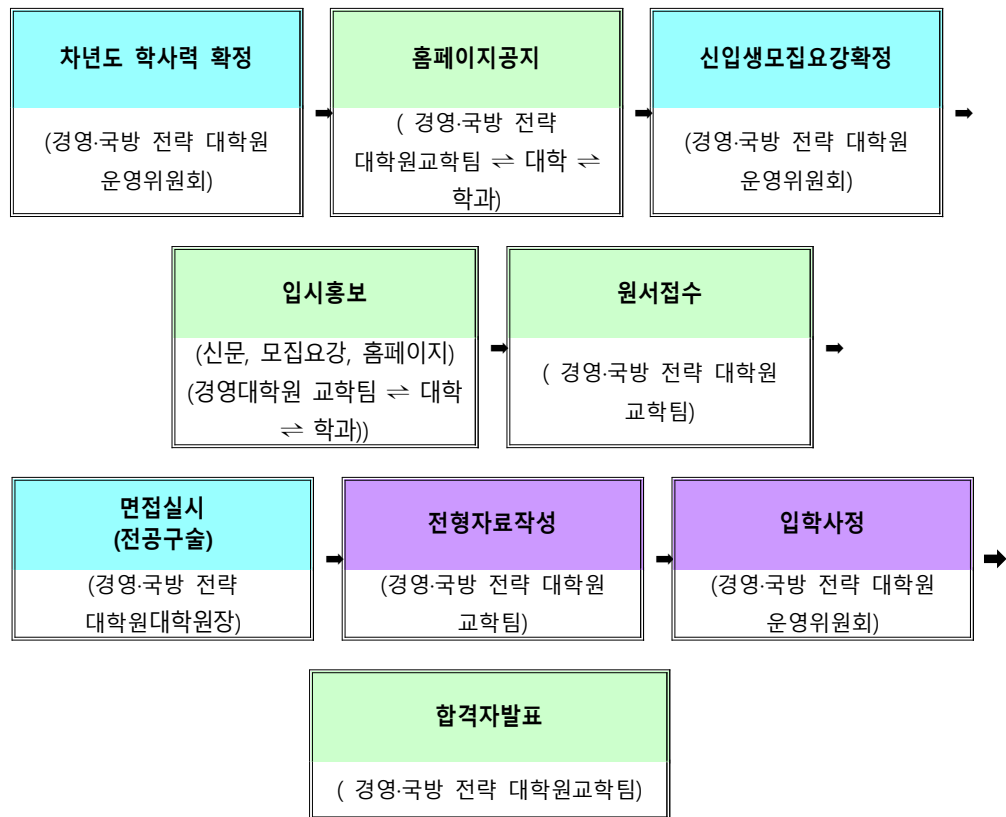 차년도 학사력 확정
(경영·국방 전략 대학원
운영위원회)
➡
홈페이지공지
( 경영·국방 전략
대학원교학팀 ⇌ 대학 ⇌
학과)
➡
신입생모집요강확정
(경영·국방 전략 대학원
운영위원회)
➡
입시홍보
(신문, 모집요강, 홈페이지)
(경영대학원 교학팀 ⇌ 대학
⇌ 학과))
➡
원서접수
( 경영·국방 전략 대학원
교학팀)
➡
면접실시
(전공구술)
(경영·국방 전략
대학원대학원장)
➡
전형자료작성
(경영·국방 전략 대학원
교학팀)
➡
입학사정
(경영·국방 전략 대학원
운영위원회)
➡
합격자발표
( 경영·국방 전략 대학원교학팀)